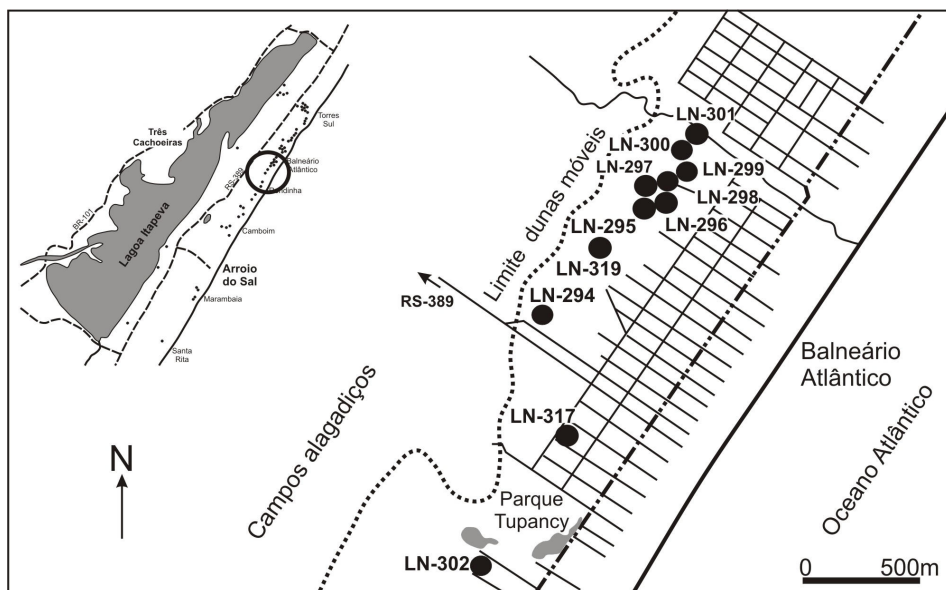 Três
Cachoeiras
Torres
Sul
Balneário
Atlântico
RS-389
BR-101
Lagoa Itapeva
Camboim
Arroio
do Sal
Marambaia
Santa
Rita
N
LN-301
LN-300
LN-297
LN-299
LN-298
LN-295
LN-296
LN-319
LN-294
RS-389
Limite dunas móveis
Campos alagadiços
LN-317
Parque
Tupancy
LN-302
Balneário
Atlântico
Oceano Atlântico
0 500m